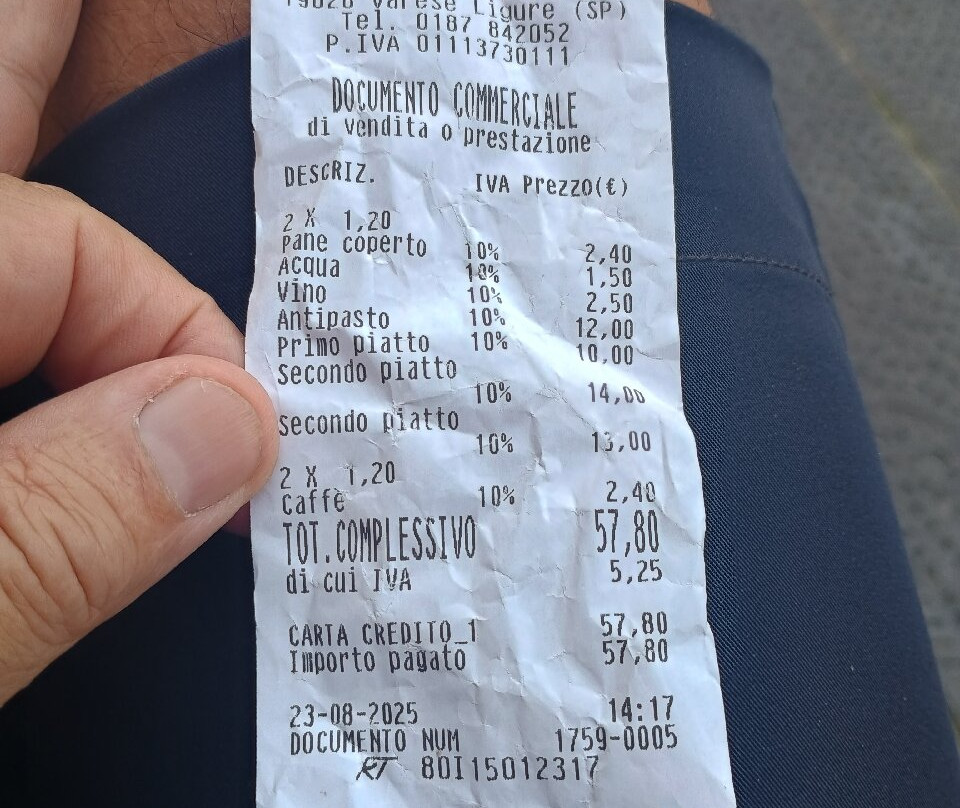 19020 Varese Ligure (SP)
Tel. 0187 842052
P.IVA 01113730111
DOCUMENTO COMMERCIALE
di vendita o prestazione
DESCRIZ. IVA Prezzo(€)
2 X 1,20
Pane coperto 10% 2,40
Acqua 10% 1,50
Vino 10% 2,50
Antipasto 10% 12,00
Primo piatto 10% 10,00
Secondo piatto
10% 14,00
Secondo piatto
10% 13,00
2 X 1,20
Caffè 10% 2,40
TOT.COMPLESSIVO 57,80
di cui IVA 5,25
CARTA CREDITO_1 57,80
Importo pagato 57,80
23-08-2025 14:17
DOCUMENTO NUM 1759-0005
RT 80I15012317